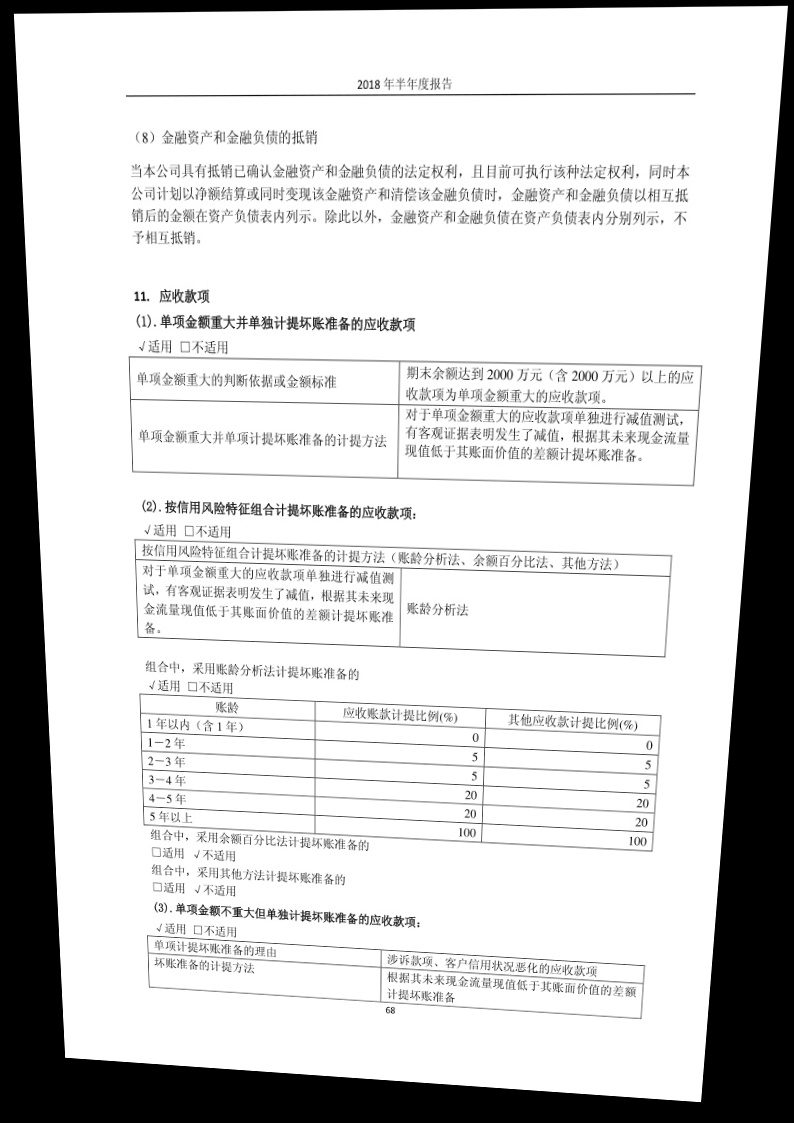 2018 年半年度报告
（8）金融资产和金融负债的抵销
当本公司具有抵销已确认金融资产和金融负债的法定权利，且目前可执行该种法定权利，同时本
公司计划以净额结算或同时变现该金融资产和清偿该金融负债时，金融资产和金融负债以相互抵
销后的金额在资产负债表内列示。除此以外，金融资产和金融负债在资产负债表内分别列示，不
予相互抵销。
11. 应收款项
(1).单项金额重大并单独计提坏账准备的应收款项
√适用 □不适用
单项金额重大的判断依据或金额标准
期末余额达到 2000 万元（含 2000 万元）以上的应
收款项为单项金额重大的应收款项。
单项金额重大并单项计提坏账准备的计提方法
对于单项金额重大的应收款项单独进行减值测试，
有客观证据表明发生了减值，根据其未来现金流量
现值低于其账面价值的差额计提坏账准备。
(2).按信用风险特征组合计提坏账准备的应收款项：
√适用 □不适用
按信用风险特征组合计提坏账准备的计提方法（账龄分析法、余额百分比法、其他方法）
对于单项金额重大的应收款项单独进行减值测
试，有客观证据表明发生了减值，根据其未来现
金流量现值低于其账面价值的差额计提坏账准
备。
账龄分析法
组合中，采用账龄分析法计提坏账准备的
√适用 □不适用
账龄 应收账款计提比例(%) 其他应收款计提比例(%)
1 年以内（含 1 年） 0 0
1－2 年 5 5
2－3 年 5 5
3－4 年 20 20
4－5 年 20 20
5 年以上 100 100
组合中，采用余额百分比法计提坏账准备的
□适用 √不适用
组合中，采用其他方法计提坏账准备的
□适用 √不适用
(3).单项金额不重大但单独计提坏账准备的应收款项：
√适用 □不适用
单项计提坏账准备的理由 涉诉款项、客户信用状况恶化的应收款项
坏账准备的计提方法 根据其未来现金流量现值低于其账面价值的差额
计提坏账准备
68